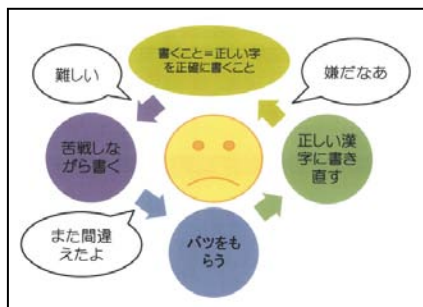 書くこと＝正しい字
を正確に書くこと
難しい
嫌だなあ
苦戦しな
がら書く
正しい漢
字に書き
直す
また間違
えたよ
バツをも
らう